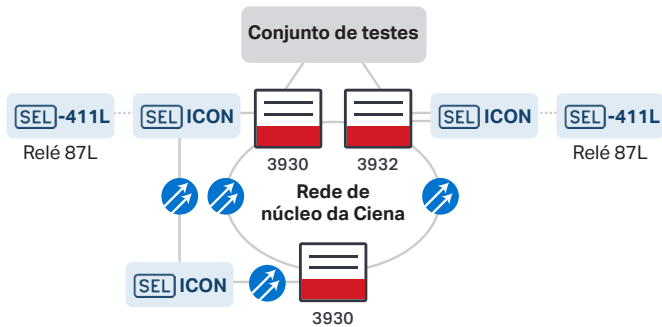 Conjunto de testes
SEL-411L
SEL ICON
SEL ICON
SEL-411L
Relé 87L
3930
3932
Relé 87L
Rede de
núcleo da Ciena
SEL ICON
3930